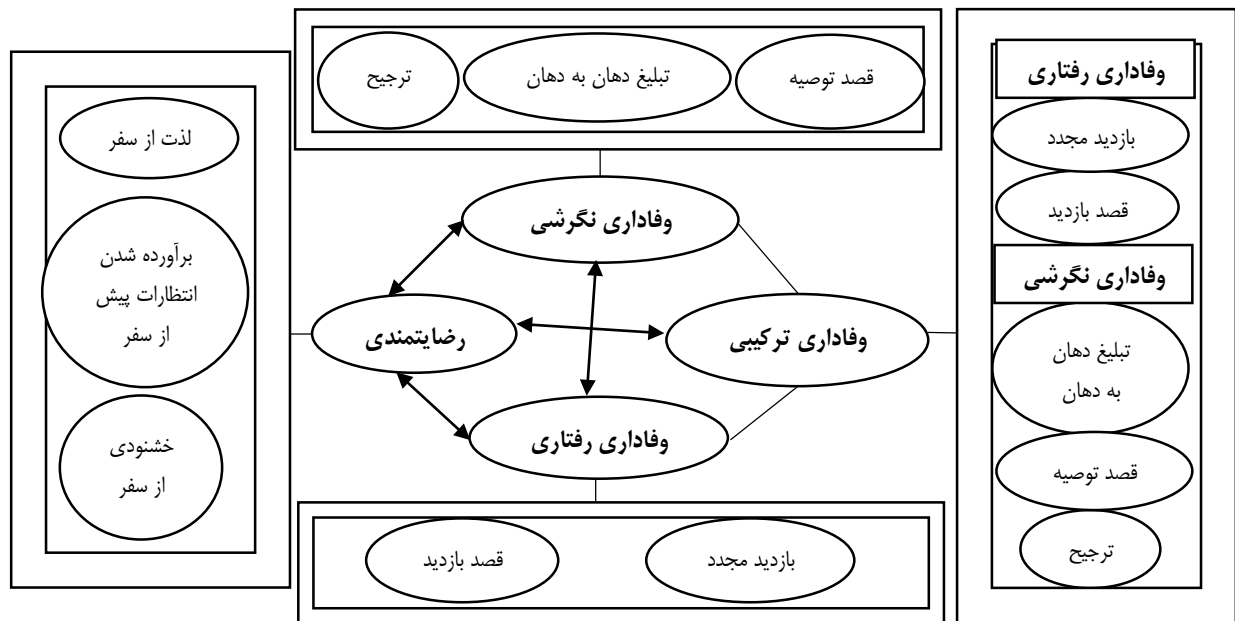 قصد توصیه
تبلیغ دهان به دهان
ترجیح
وفاداری رفتاری
بازدید مجدد
قصد بازدید
وفاداری نگرشی
تبلیغ دهان
به دهان
قصد توصیه
ترجیح
وفاداری نگرشی
وفاداری ترکیبی
رضایتمندی
وفاداری رفتاری
لذت از سفر
برآورده شدن
انتظارات پیش
از سفر
خشنودی
از سفر
بازدید مجدد
قصد بازدید